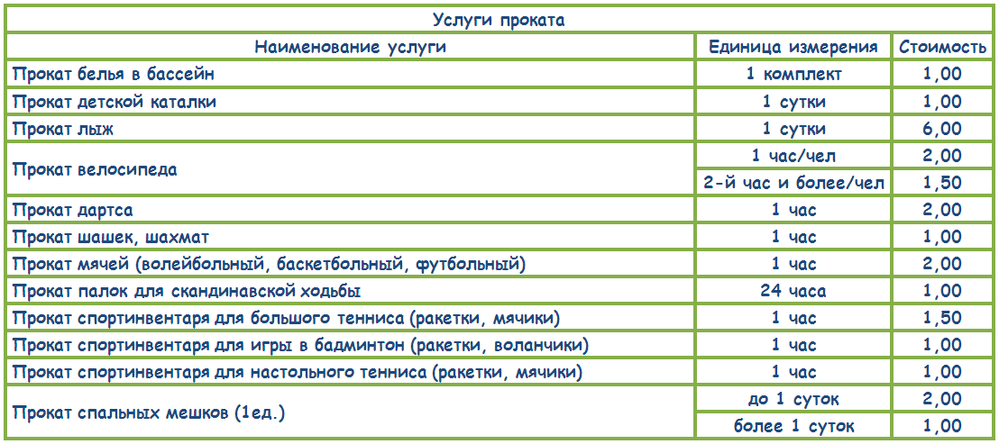 Услуги проката
Наименование услуги Единица измерения Стоимость
Прокат белья в бассейн 1 комплект 1,00
Прокат детской каталки 1 сутки 1,00
Прокат лыж 1 сутки 6,00
Прокат велосипеда 1 час/чел 2,00
2-й час и более/чел 1,50
Прокат дартса 1 час 2,00
Прокат шашек, шахмат 1 час 1,00
Прокат мячей (волейбольный, баскетбольный, футбольный) 1 час 2,00
Прокат палок для скандинавской ходьбы 24 часа 1,00
Прокат спортинвентаря для большого тенниса (ракетки, мячики) 1 час 1,50
Прокат спортинвентаря для игры в бадминтон (ракетки, воланчики) 1 час 1,00
Прокат спортинвентаря для настольного тенниса (ракетки, мячики) 1 час 1,00
Прокат спальных мешков (1ед.) до 1 суток 2,00
более 1 суток 1,00